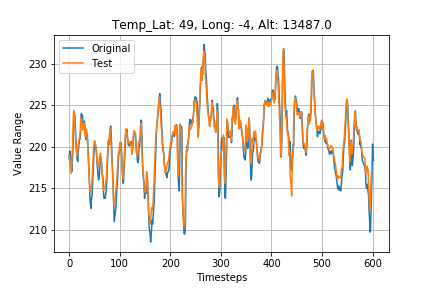 Temp_Lat: 49, Long: -4, Alt: 13487.0
Original
Test
Value Range
230
225
220
215
210
0 100 200 300 400 500 600
Timesteps